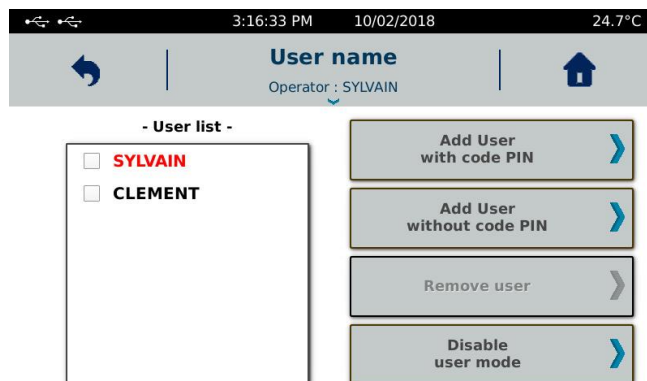 3:16:33 PM 10/02/2018 24.7°C
User name
Operator : SYLVAIN
- User list -
SYLVAIN
CLEMENT
Add User
with code PIN
Add User
without code PIN
Remove user
Disable
user mode